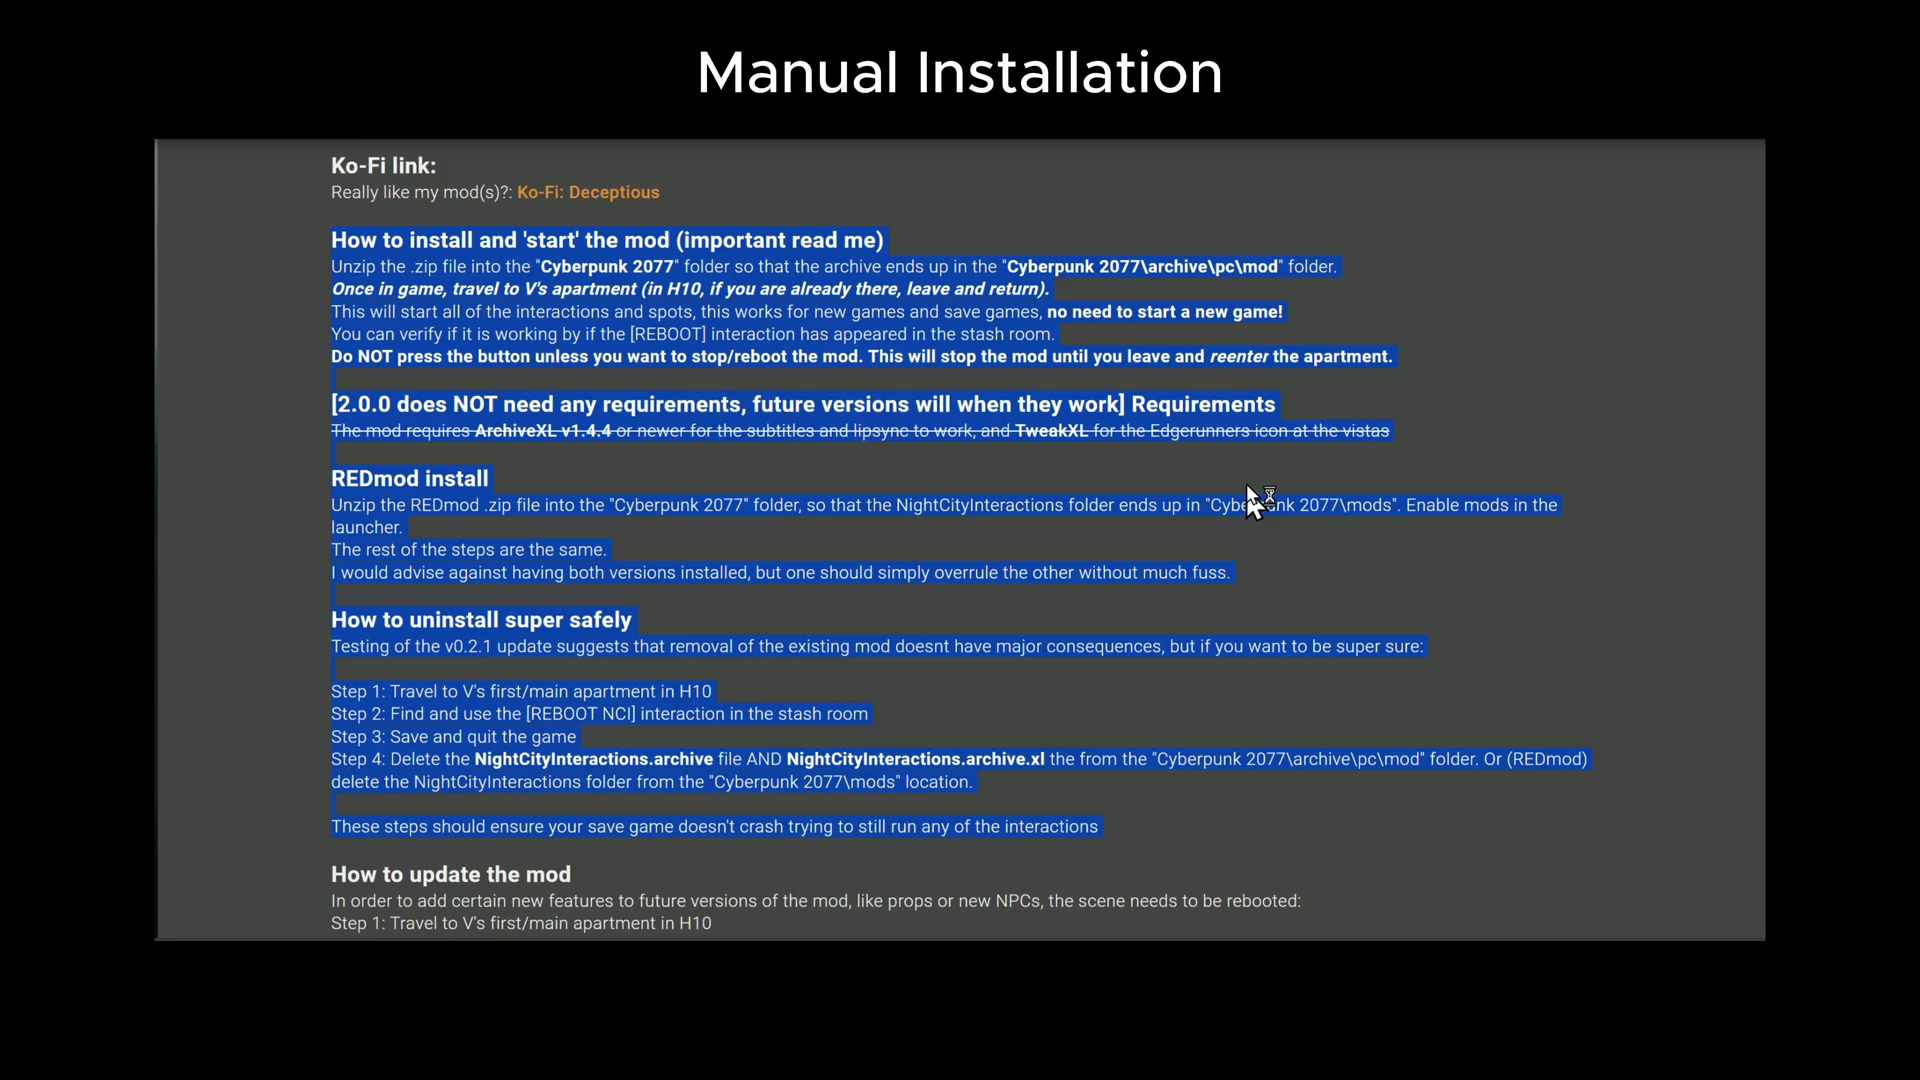 Manual Installation
Ko-Fi link:
Really like my mod(s)?: Ko-Fi: Deceptious
How to install and 'start' the mod (important read me)
Unzip the .zip file into the "Cyberpunk 2077" folder so that the archive ends up in the "Cyberpunk 2077\archive\pc\mod" folder.
Once in game, travel to V's apartment (in H10, if you are already there, leave and return).
This will start all of the interactions and spots, this works for new games and save games, no need to start a new game!
You can verify if it is working by if the [REBOOT] interaction has appeared in the stash room.
Do NOT press the button unless you want to stop/reboot the mod. This will stop the mod until you leave and reenter the apartment.
[2.0.0 does NOT need any requirements, future versions will when they work] Requirements
The mod requires ArchiveXL v1.4.4 or newer for the subtitles and lipsync to work, and TweakXL for the Edgerunners icon at the vistas
REDmod install
Unzip the REDmod .zip file into the "Cyberpunk 2077" folder, so that the NightCityInteractions folder ends up in "Cyberpunk 2077\mods". Enable mods in the
launcher.
The rest of the steps are the same.
I would advise against having both versions installed, but one should simply overrule the other without much fuss.
How to uninstall super safely
Testing of the v0.2.1 update suggests that removal of the existing mod doesnt have major consequences, but if you want to be super sure:
Step 1: Travel to V's first/main apartment in H10
Step 2: Find and use the [REBOOT NCI] interaction in the stash room
Step 3: Save and quit the game
Step 4: Delete the NightCityInteractions.archive file AND NightCityInteractions.archive.xl the from the "Cyberpunk 2077\archive\pc\mod" folder. Or (REDmod)
delete the NightCityInteractions folder from the "Cyberpunk 2077\mods" location.
These steps should ensure your save game doesn't crash trying to still run any of the interactions
How to update the mod
In order to add certain new features to future versions of the mod, like props or new NPCs, the scene needs to be rebooted:
Step 1: Travel to V's first/main apartment in H10